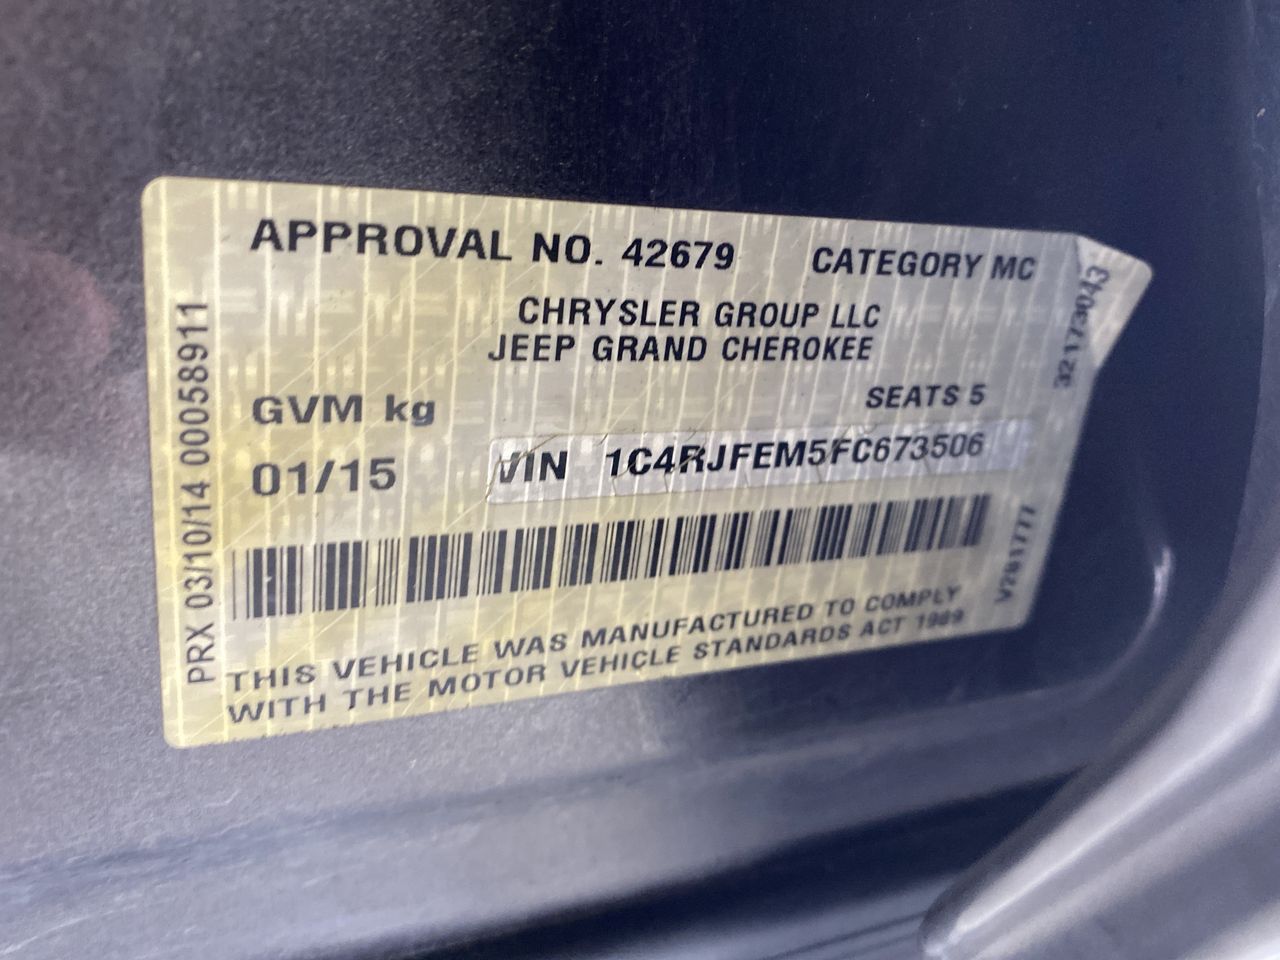 APPROVAL NO. 42679 CATEGORY MC
CHRYSLER GROUP LLC
JEEP GRAND CHEROKEE
SEATS 5
GVM kg
01/15
VIN 1C4RJFEM5FC673506
THIS VEHICLE WAS MANUFACTURED TO COMPLY
WITH THE MOTOR VEHICLE STANDARDS ACT 1989
PRX 03/10/14 00058911
32173043
V2B1777